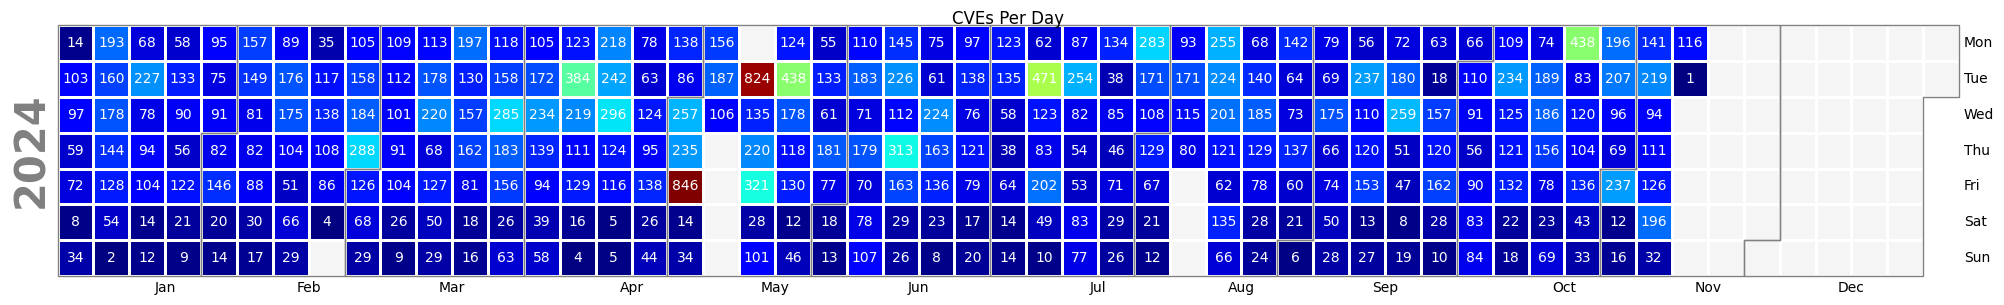 CVEs Per Day
14 193 68 58 95 157 89 35 105 109 113 197 118 105 123 218 78 138 156 124 55 110 145 75 97 123 62 87 134 283 93 255 68 142 79 56 72 63 66 109 74 438 196 141 116 Mon
103 160 227 133 75 149 176 117 158 112 178 130 158 172 384 242 63 86 187 824 438 133 183 226 61 138 135 471 254 38 171 171 224 140 64 69 237 180 18 110 234 189 83 207 219 1 Tue
97 178 78 90 91 81 175 138 184 101 220 157 285 234 219 296 124 257 106 135 178 61 71 112 224 76 58 123 82 85 108 115 201 185 73 175 110 259 157 91 125 186 120 96 94 Wed
59 144 94 56 82 82 104 108 288 91 68 162 183 139 111 124 95 235 220 118 181 179 313 163 121 38 83 54 46 129 80 121 129 137 66 120 51 120 56 121 156 104 69 111 Thu
72 128 104 122 146 88 51 86 126 104 127 81 156 94 129 116 138 846 321 130 77 70 163 136 79 64 202 53 71 67 62 78 60 74 153 47 162 90 132 78 136 237 126 Fri
8 54 14 21 20 30 66 4 68 26 50 18 26 39 16 5 26 14 28 12 18 78 29 23 17 14 49 83 29 21 135 28 21 50 13 8 28 83 22 23 43 12 196 Sat
34 2 12 9 14 17 29 29 9 29 16 63 58 4 5 44 34 101 46 13 107 26 8 20 14 10 77 26 12 66 24 6 28 27 19 10 84 18 69 33 16 32 Sun
2024
Jan Feb Mar Apr May Jun Jul Aug Sep Oct Nov Dec